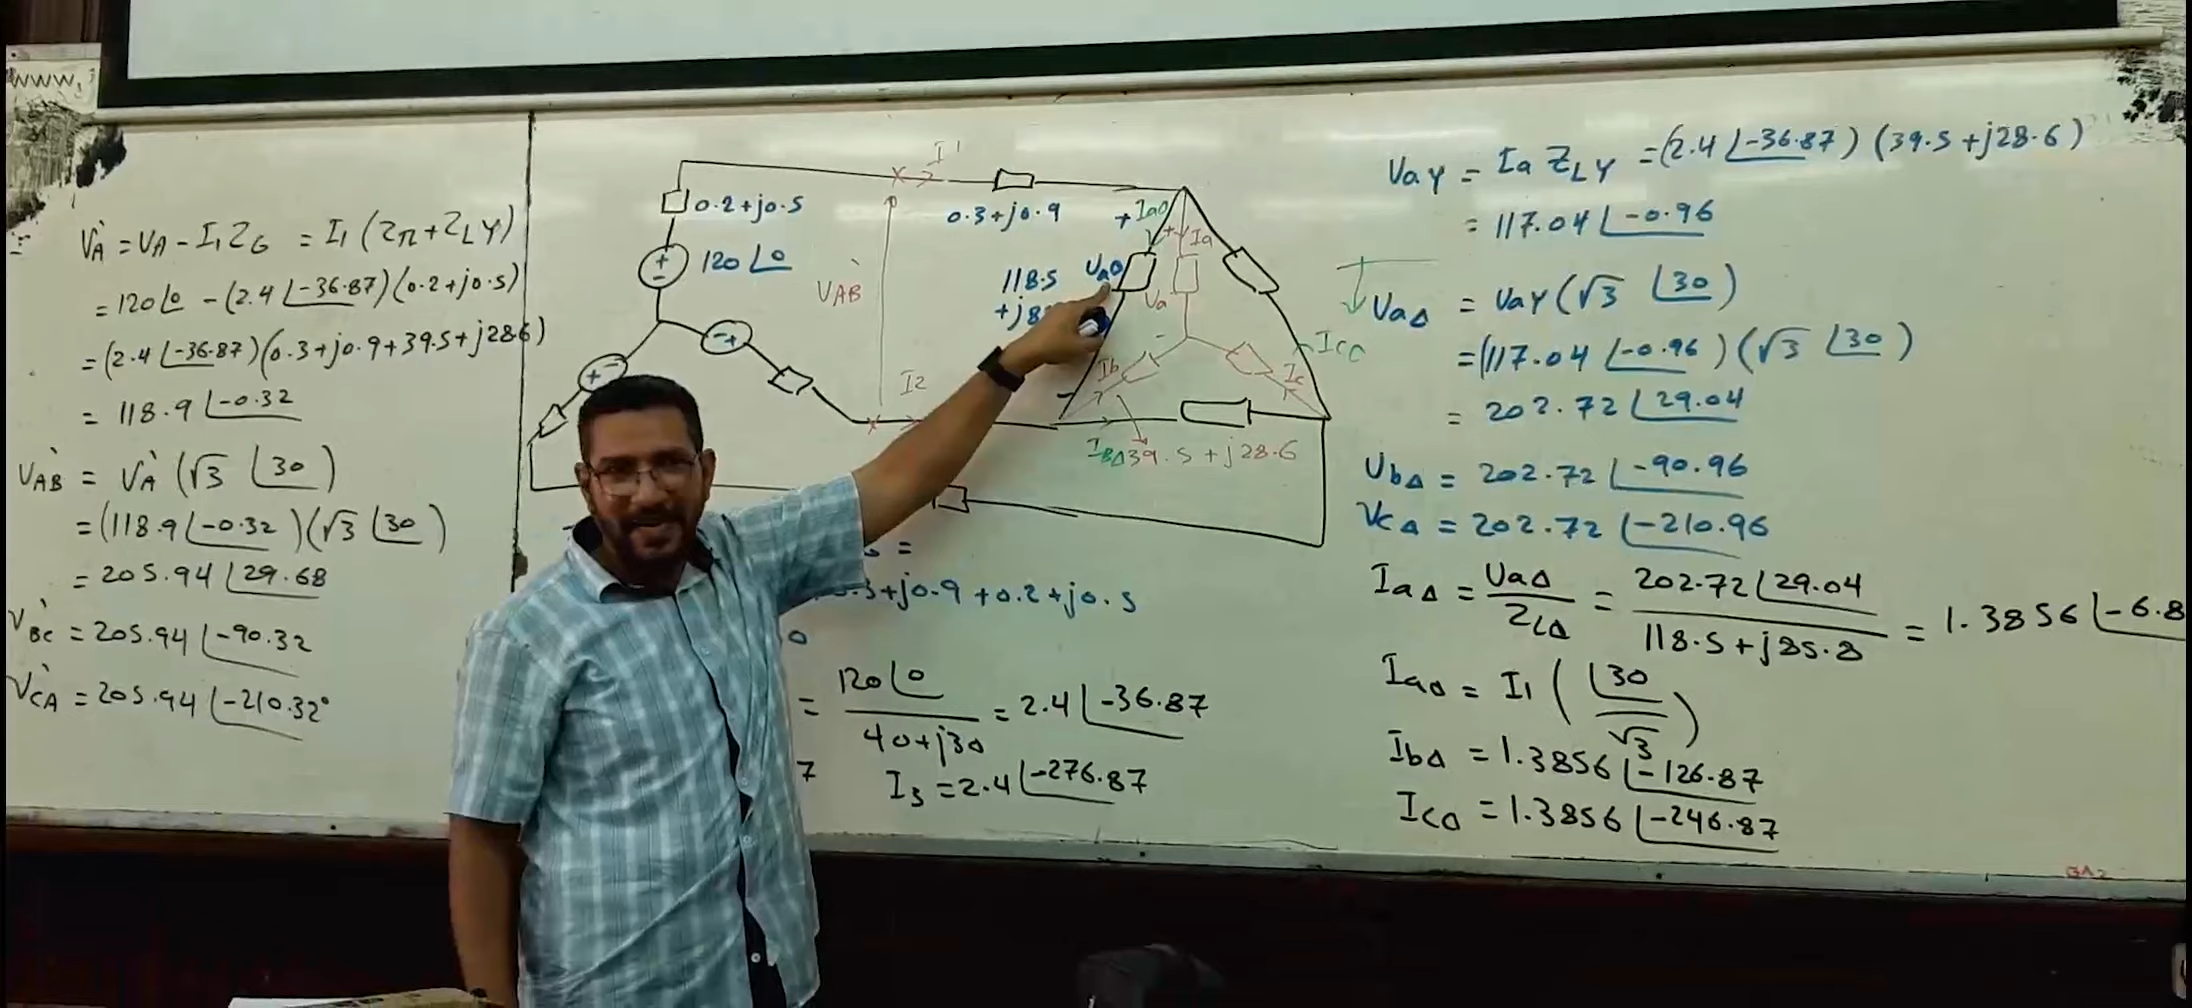 www.
V̀A = VA - I1 ZG = I1 (Zπ + ZLY)
= 120∠0 - (2.4∠-36.87)(0.2+j0.5)
= (2.4∠-36.87)(0.3+j0.9+39.5+j28.6)
= 118.9∠-0.32
V̀AB = V̀A (√3 ∠30)
= (118.9∠-0.32)(√3 ∠30)
= 205.94∠29.68
V̀BC = 205.94∠-90.32
V̀CA = 205.94∠-210.32°
I1
0.2+j0.5
0.3+j0.9
120∠0
V̀AB
+ IaΔ
+ Ia
118.5
+j8
VaΔ
Va
-
Ib
Ic
ICΔ
I2
IBΔ
39.5+j28.6
=
+j0.9+0.2+j0.5
= 120∠0 / 40+j30 = 2.4∠-36.87
7
I3 = 2.4∠-276.87
VaY = Ia ZLY = (2.4∠-36.87)(39.5+j28.6)
= 117.04∠-0.96
VaΔ = VaY (√3 ∠30)
= (117.04∠-0.96)(√3 ∠30)
= 202.72∠29.04
VbΔ = 202.72∠-90.96
VcΔ = 202.72∠-210.96
IaΔ = VaΔ / ZLΔ = 202.72∠29.04 / 118.5+j85.8 = 1.3856∠-6.8
IaΔ = I1 (∠30 / √3)
IbΔ = 1.3856∠-126.87
ICΔ = 1.3856∠-246.87